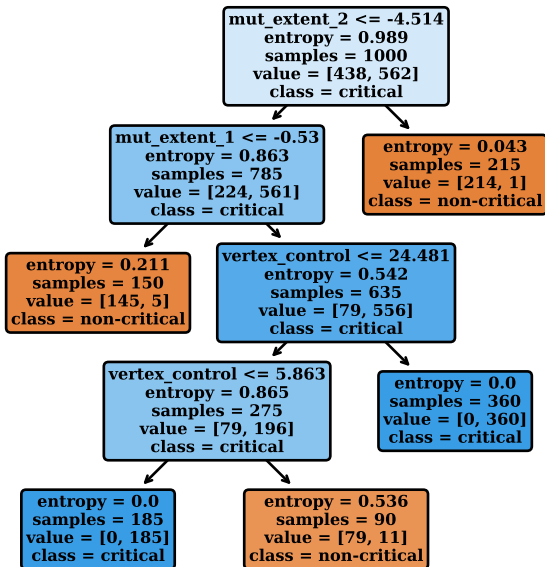 mut_extent_2 <= -4.514
entropy = 0.989
samples = 1000
value = [438, 562]
class = critical
mut_extent_1 <= -0.53
entropy = 0.863
samples = 785
value = [224, 561]
class = critical
entropy = 0.043
samples = 215
value = [214, 1]
class = non-critical
entropy = 0.211
samples = 150
value = [145, 5]
class = non-critical
vertex_control <= 24.481
entropy = 0.542
samples = 635
value = [79, 556]
class = critical
vertex_control <= 5.863
entropy = 0.865
samples = 275
value = [79, 196]
class = critical
entropy = 0.0
samples = 360
value = [0, 360]
class = critical
entropy = 0.0
samples = 185
value = [0, 185]
class = critical
entropy = 0.536
samples = 90
value = [79, 11]
class = non-critical